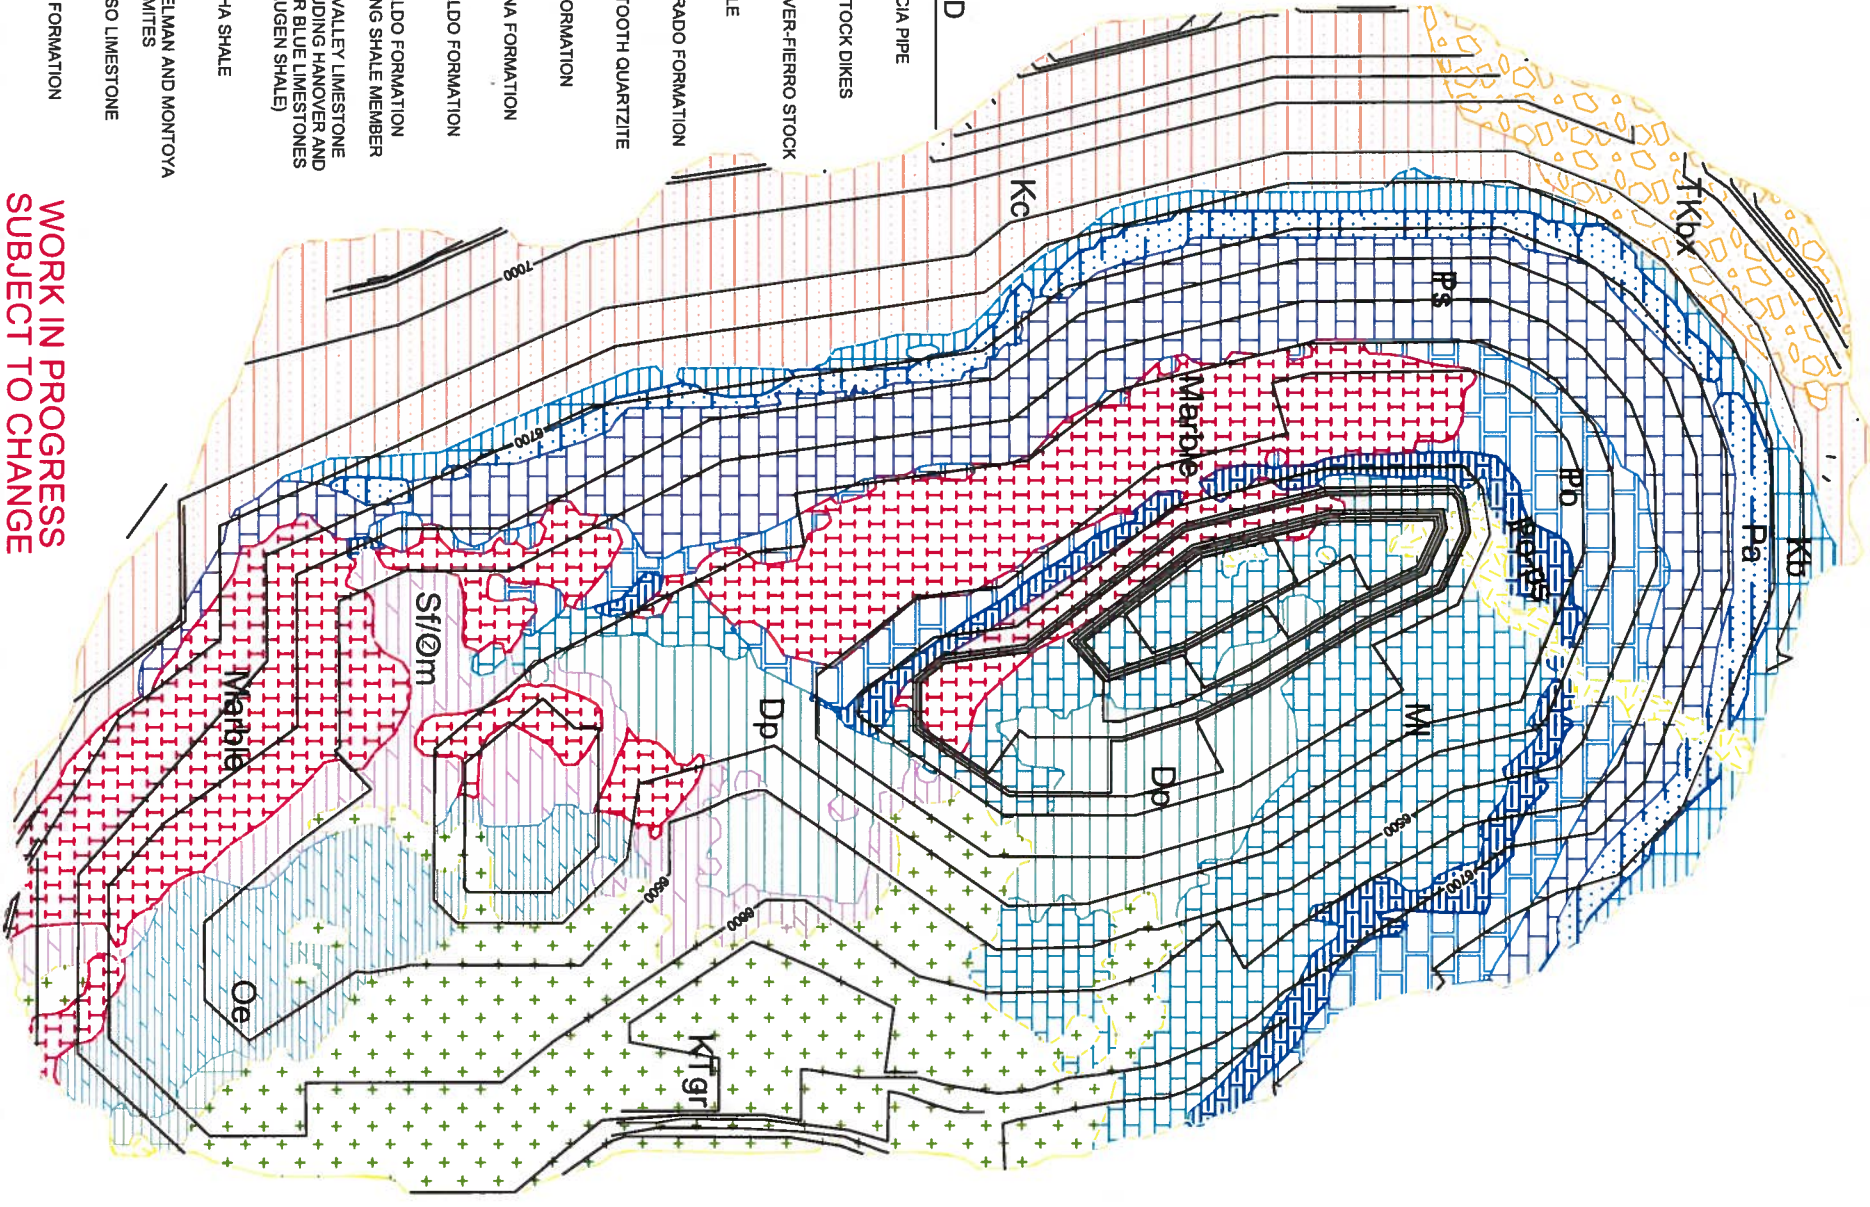 D
CIA PIPE
TOCK DIKES
VER-FIERRO STOCK
LE
RADO FORMATION
TOOTH QUARTZITE
ORMATION
NA FORMATION
LDO FORMATION
LDO FORMATION
NG SHALE MEMBER
VALLEY LIMESTONE
UDING HANOVER AND
R BLUE LIMESTONES
UGEN SHALE)
HA SHALE
ELMAN AND MONTOYA
MITES
SO LIMESTONE
FORMATION
WORK IN PROGRESS
SUBJECT TO CHANGE
TKbx
Kc
Ps
Marble
Pb
Pa
Kb
7000
6700
Sf/Om
Marble
Dp
Ml
Dp
6500
6700
6500
6600
Oe
KTgr